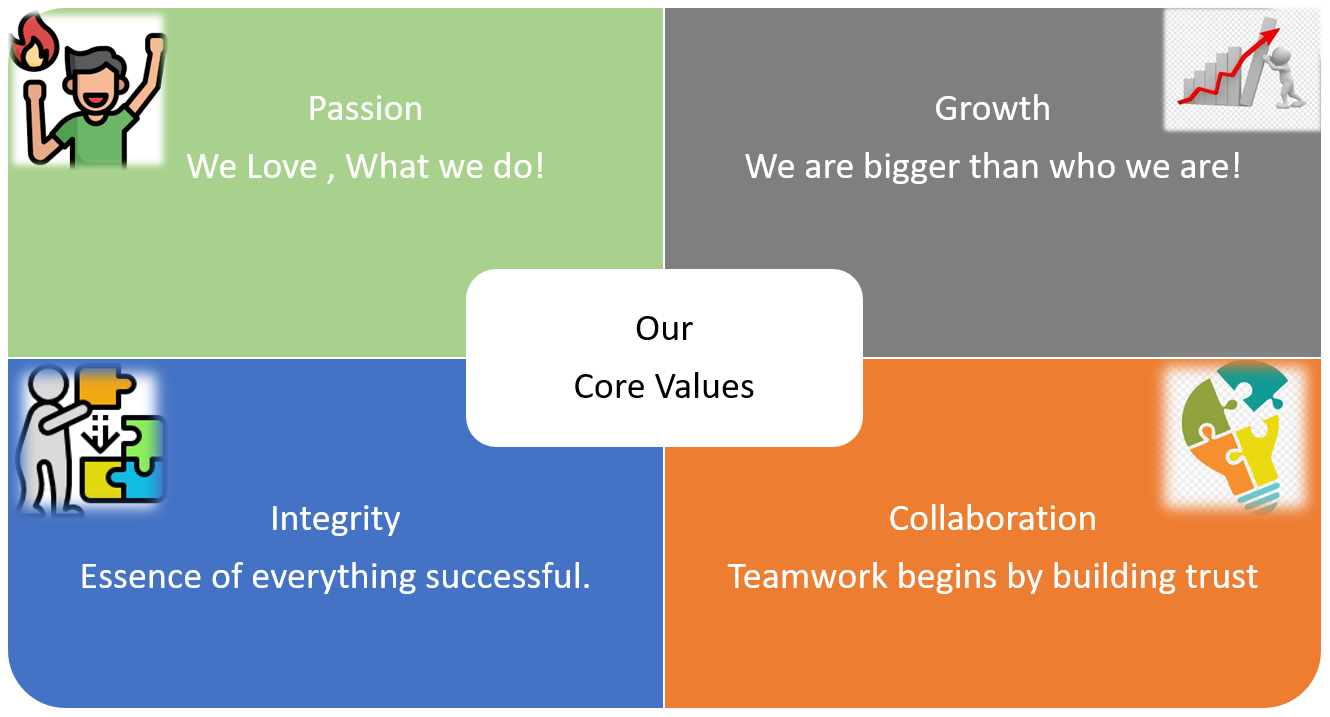 Passion
We Love , What we do!
Growth
We are bigger than who we are!
Our
Core Values
Integrity
Essence of everything successful.
Collaboration
Teamwork begins by building trust